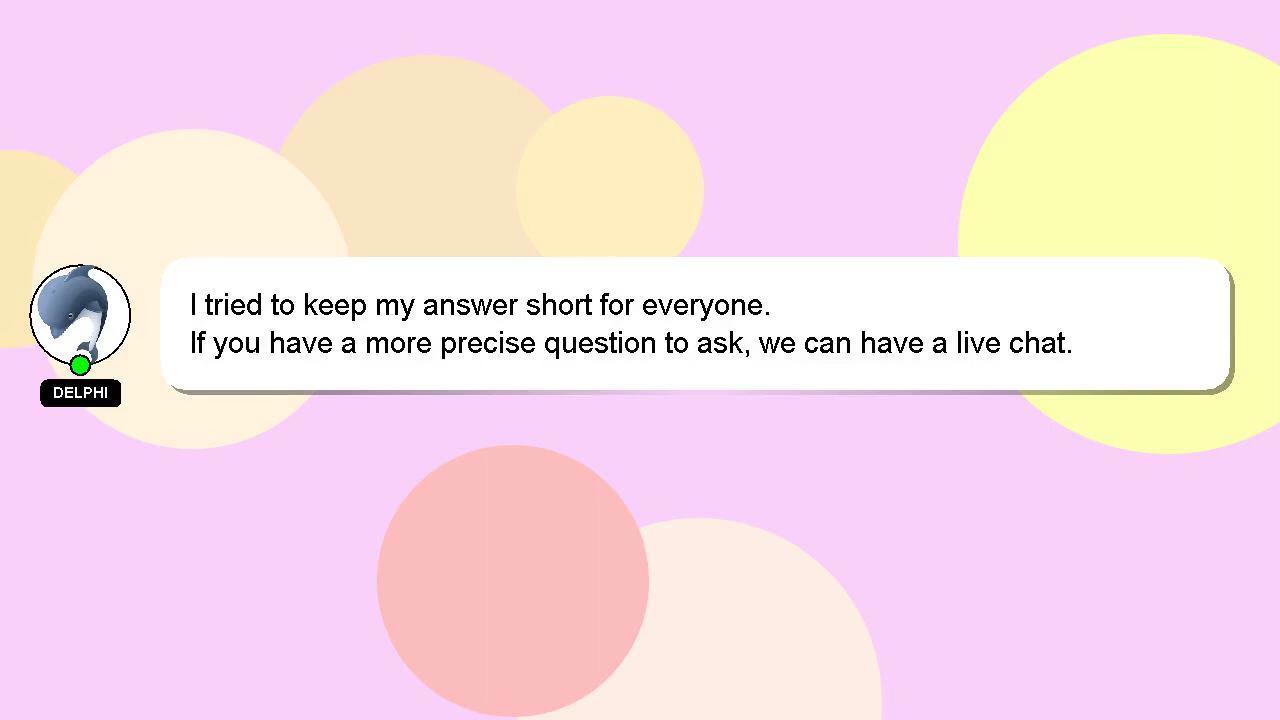 I tried to keep my answer short for everyone.
If you have a more precise question to ask, we can have a live chat.
DELPHI